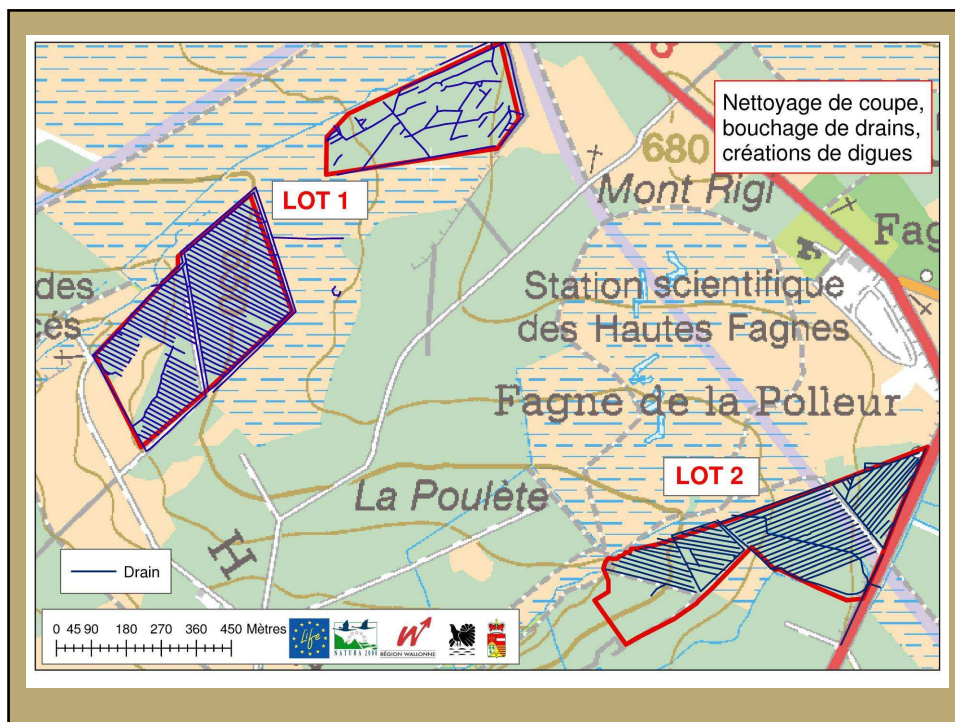 Nettoyage de coupe,
bouchage de drains,
créations de digues
680
Mont Rigi
LOT 1
Fag
des
cés
Station scientifique
des Hautes Fagnes
Fagne de la Polleur
LOT 2
La Poulète
H
Drain
0 45 90 180 270 360 450 Mètres
Life
NATURA 2000
RÉGION WALLONNE